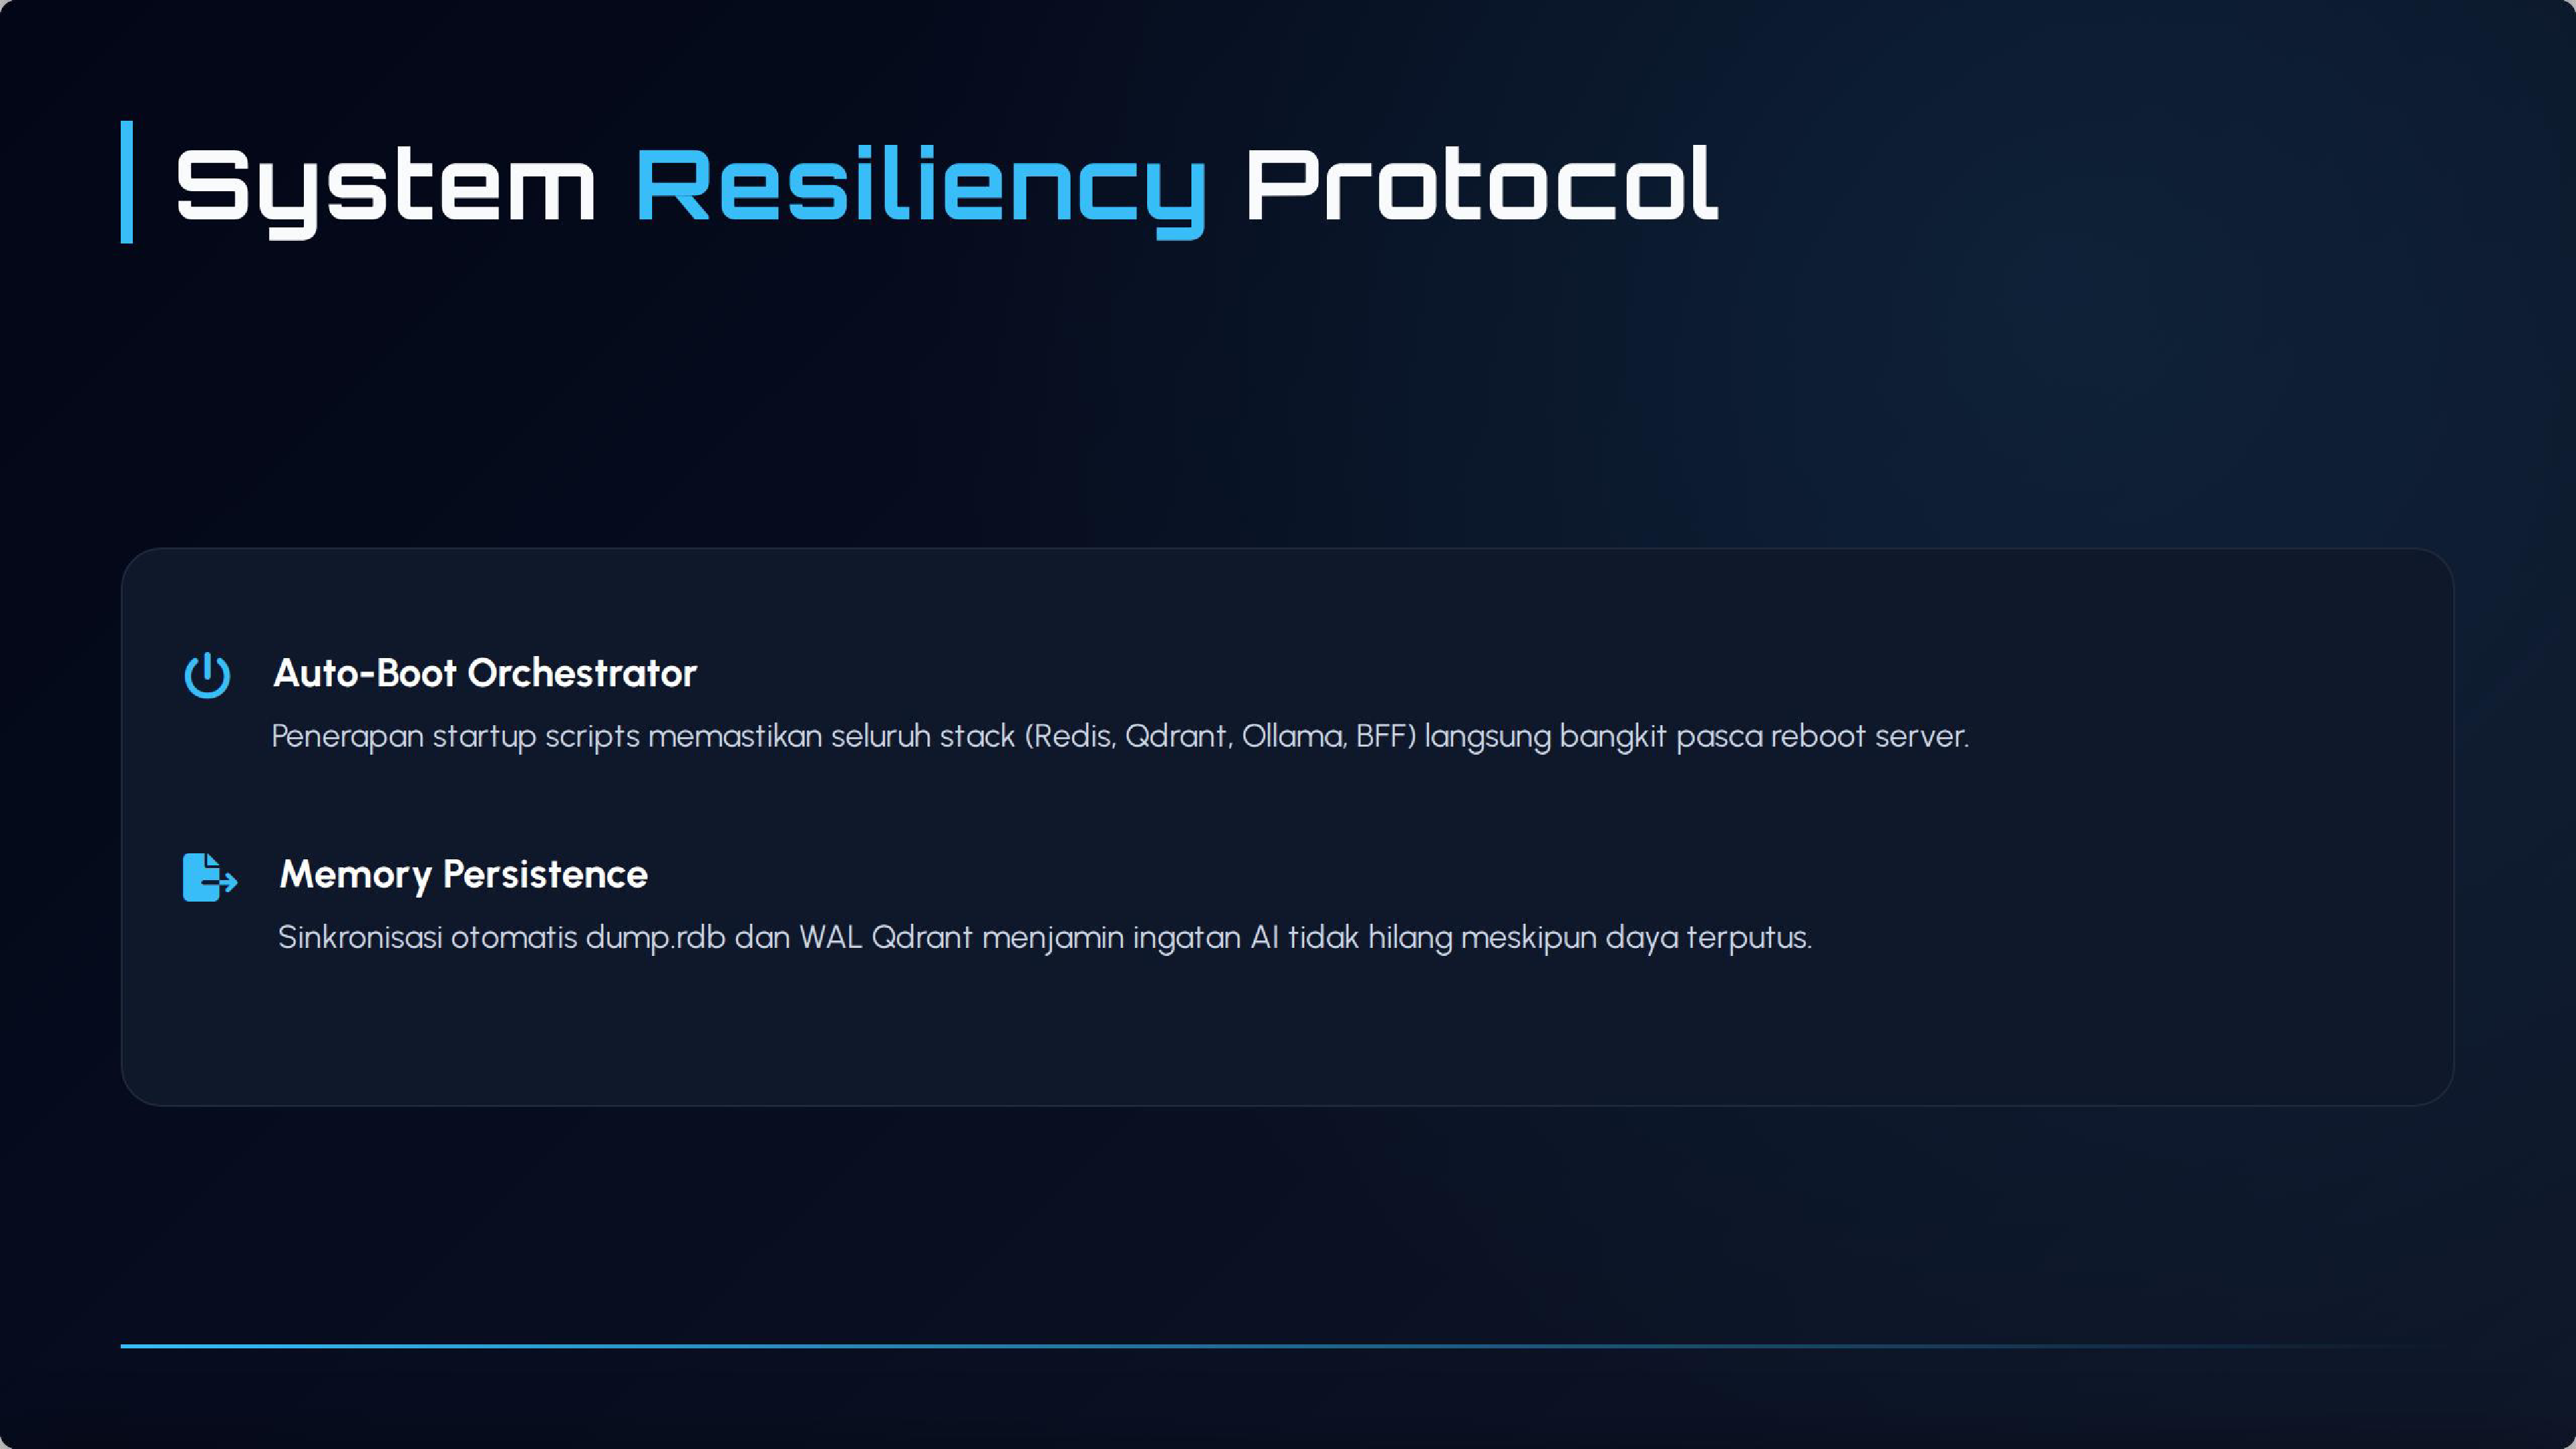 System Resiliency Protocol
Auto-Boot Orchestrator
Penerapan startup scripts memastikan seluruh stack (Redis, Qdrant, Ollama, BFF) langsung bangkit pasca reboot server.
Memory Persistence
Sinkronisasi otomatis dump.rdb dan WAL Qdrant menjamin ingatan AI tidak hilang meskipun daya terputus.